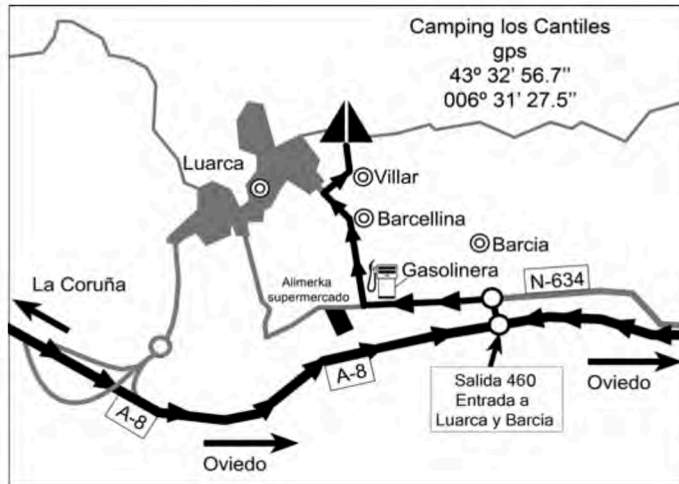 Camping los Cantiles
gps
43º 32' 56.7''
006º 31' 27.5''
Luarca
Villar
Barcellina
Barcia
La Coruña
Alimerka
supermercado
Gasolinera
N-634
A-8
A-8
Salida 460
Entrada a
Luarca y Barcia
Oviedo
Oviedo